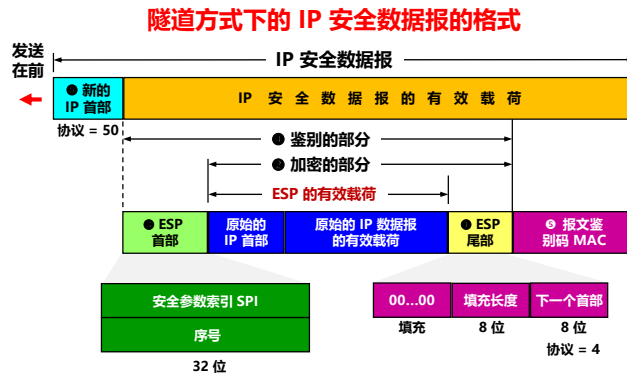 隧道方式下的 IP 安全数据报的格式
发送
在前
IP 安全数据报
❶ 新的
IP 首部
IP 安全数据报的有效载荷
协议 = 50
鉴别的部分
加密的部分
ESP 的有效载荷
ESP
首部
原始的
IP 首部
原始的 IP 数据报
的有效载荷
ESP
尾部
❺ 报文鉴
别码 MAC
安全参数索引 SPI
序号
32 位
00...00
填充长度
下一个首部
填充
8 位
8 位
协议 = 4